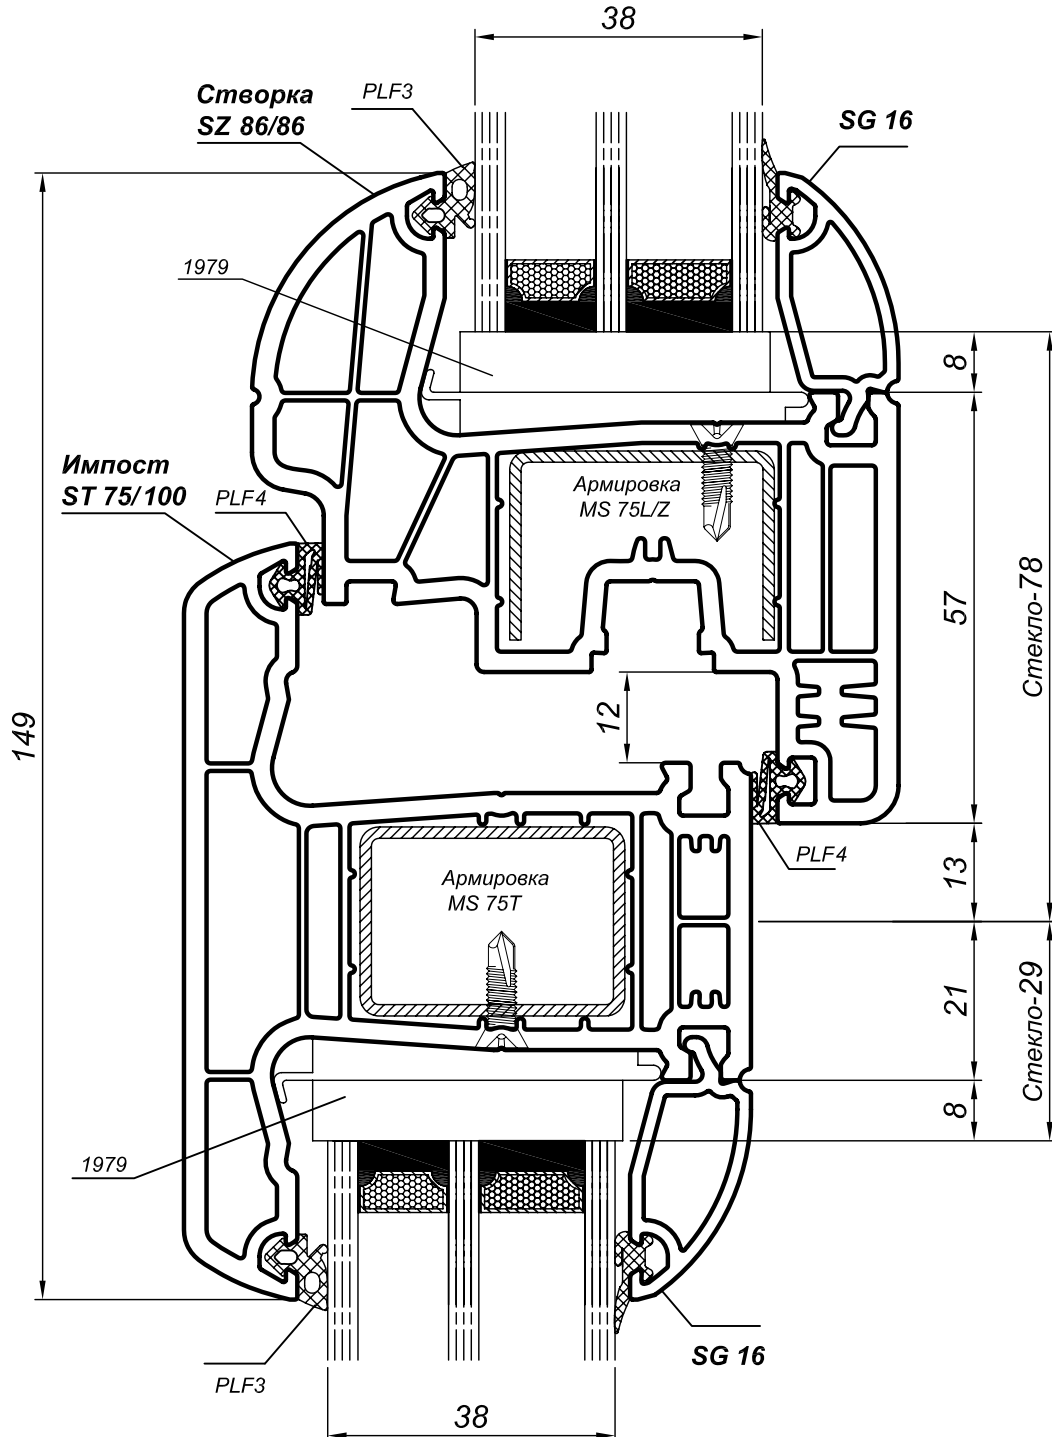 38
Створка
SZ 86/86
PLF3
SG 16
1979
8
Импост
ST 75/100
PLF4
Армировка
MS 75L/Z
57
Стекло-78
12
149
PLF4
13
Армировка
MS 75T
21
Стекло-29
8
1979
SG 16
PLF3
38